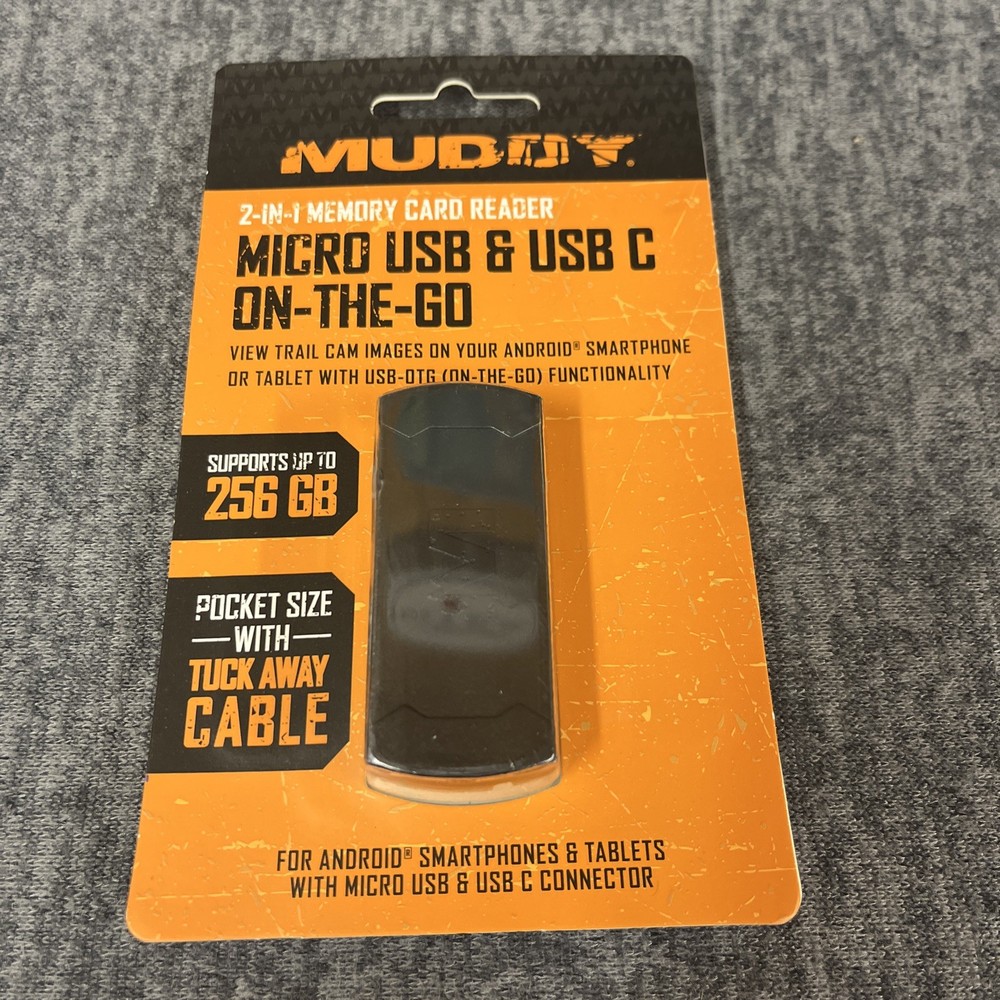 MUDDY.
2-IN-1 MEMORY CARD READER
MICRO USB & USB C
ON-THE-GO
VIEW TRAIL CAM IMAGES ON YOUR ANDROID® SMARTPHONE
OR TABLET WITH USB-OTG (ON-THE-GO) FUNCTIONALITY
SUPPORTS UP TO
256 GB
POCKET SIZE
WITH
TUCK AWAY
CABLE
FOR ANDROID® SMARTPHONES & TABLETS
WITH MICRO USB & USB C CONNECTOR